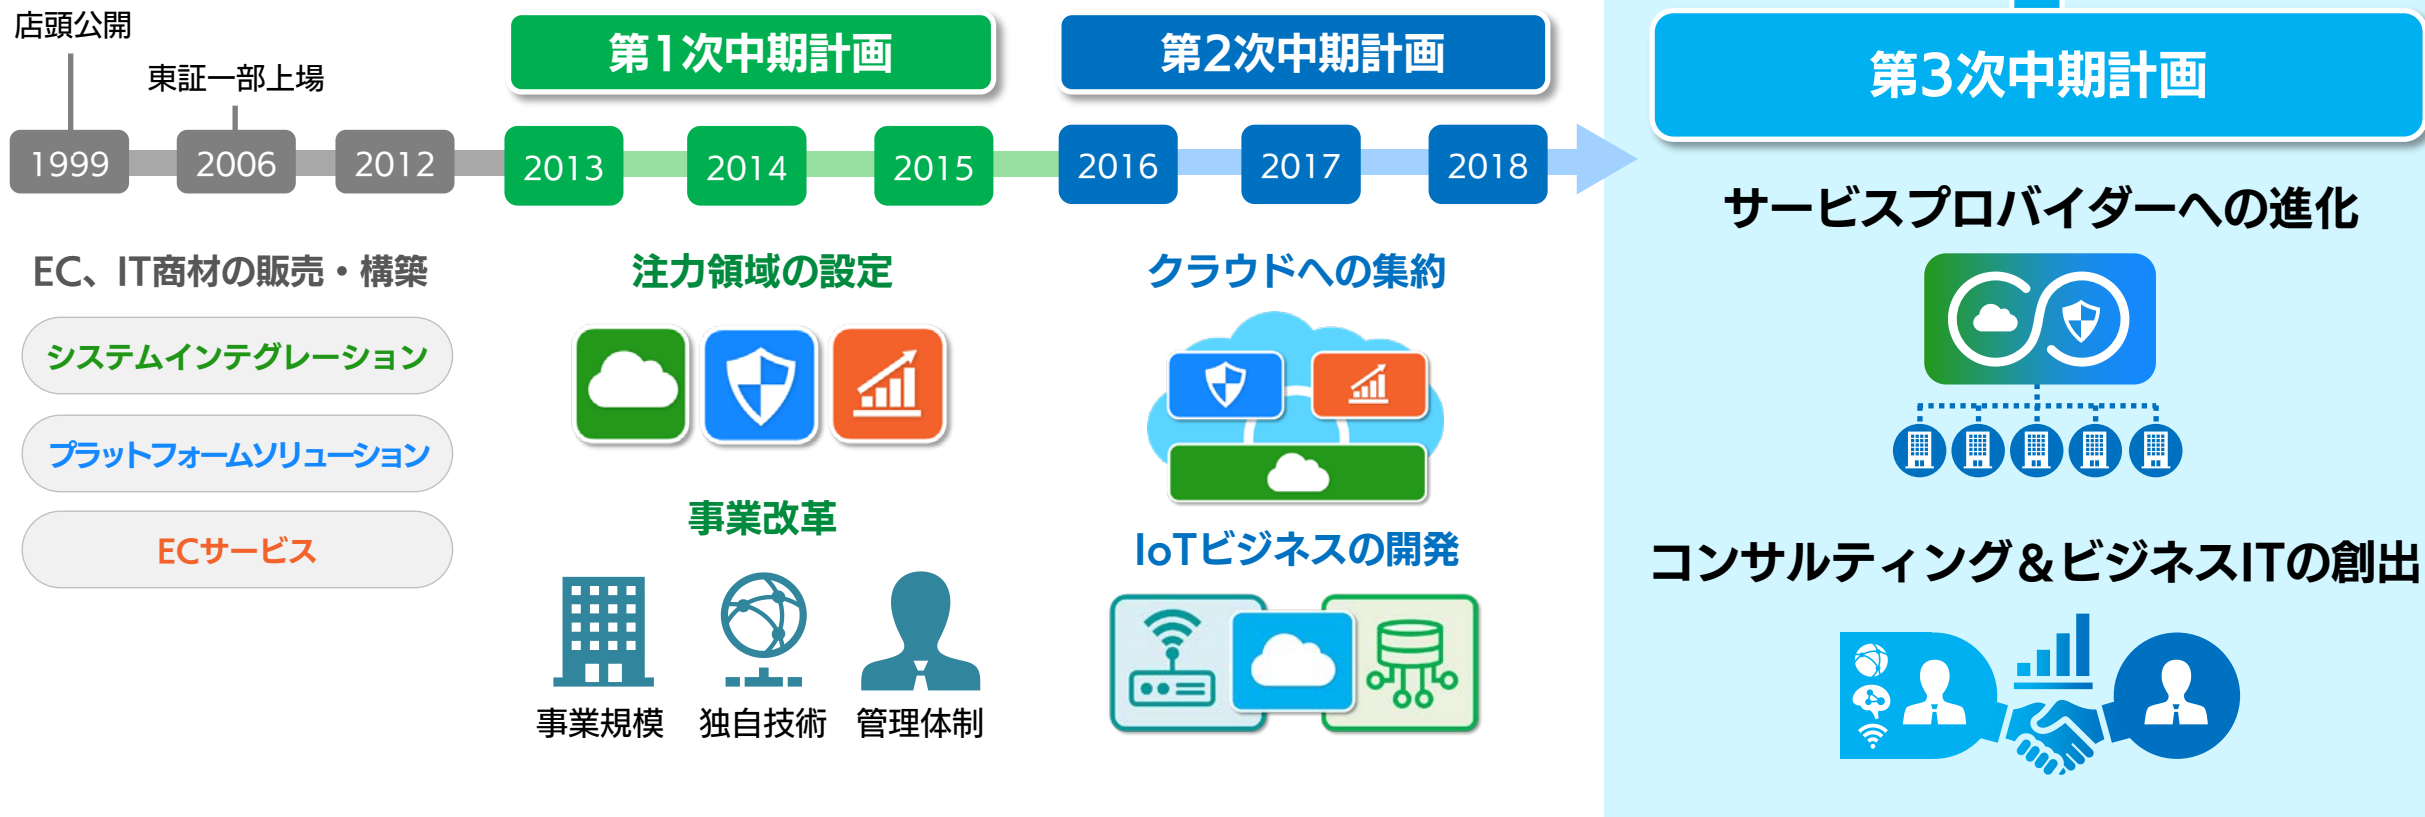 店頭公開
東証一部上場
1999
2006
2012
EC、IT商材の販売・構築
システムインテグレーション
プラットフォームソリューション
ECサービス
第1次中期計画
2013
2014
2015
注力領域の設定
事業改革
事業規模
独自技術
管理体制
第2次中期計画
2016
2017
2018
クラウドへの集約
IoTビジネスの開発
第3次中期計画
サービスプロバイダーへの進化
コンサルティング＆ビジネスITの創出